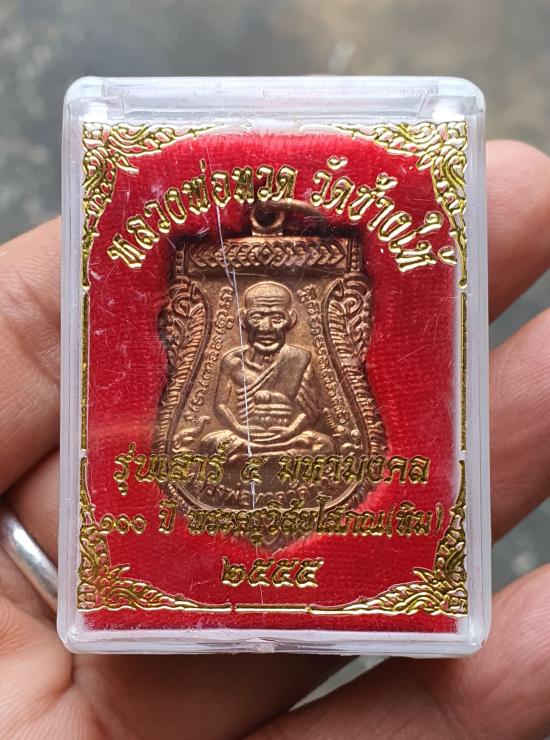 หลวงพ่อทวด วัดช้างให้
รุ่นเสาร์ ๕ มหามงคล
๑๐๐ ปี พระครูวิสัยโสภณ(ทิม)
๒๕๕๕